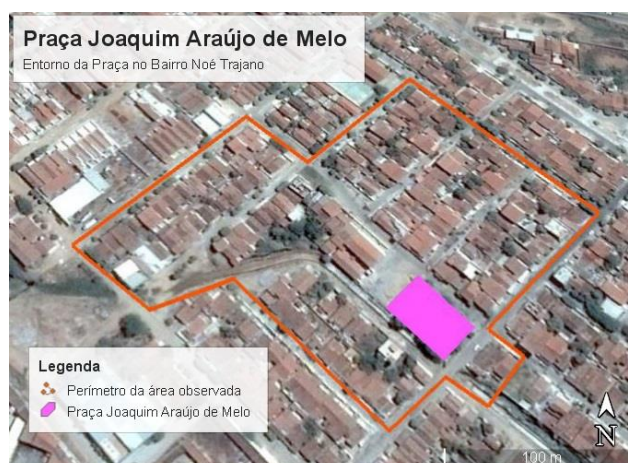 Praça Joaquim Araújo de Melo
Entorno da Praça no Bairro Noé Trajano
Legenda
Perímetro da área observada
Praça Joaquim Araújo de Melo
N
100 m